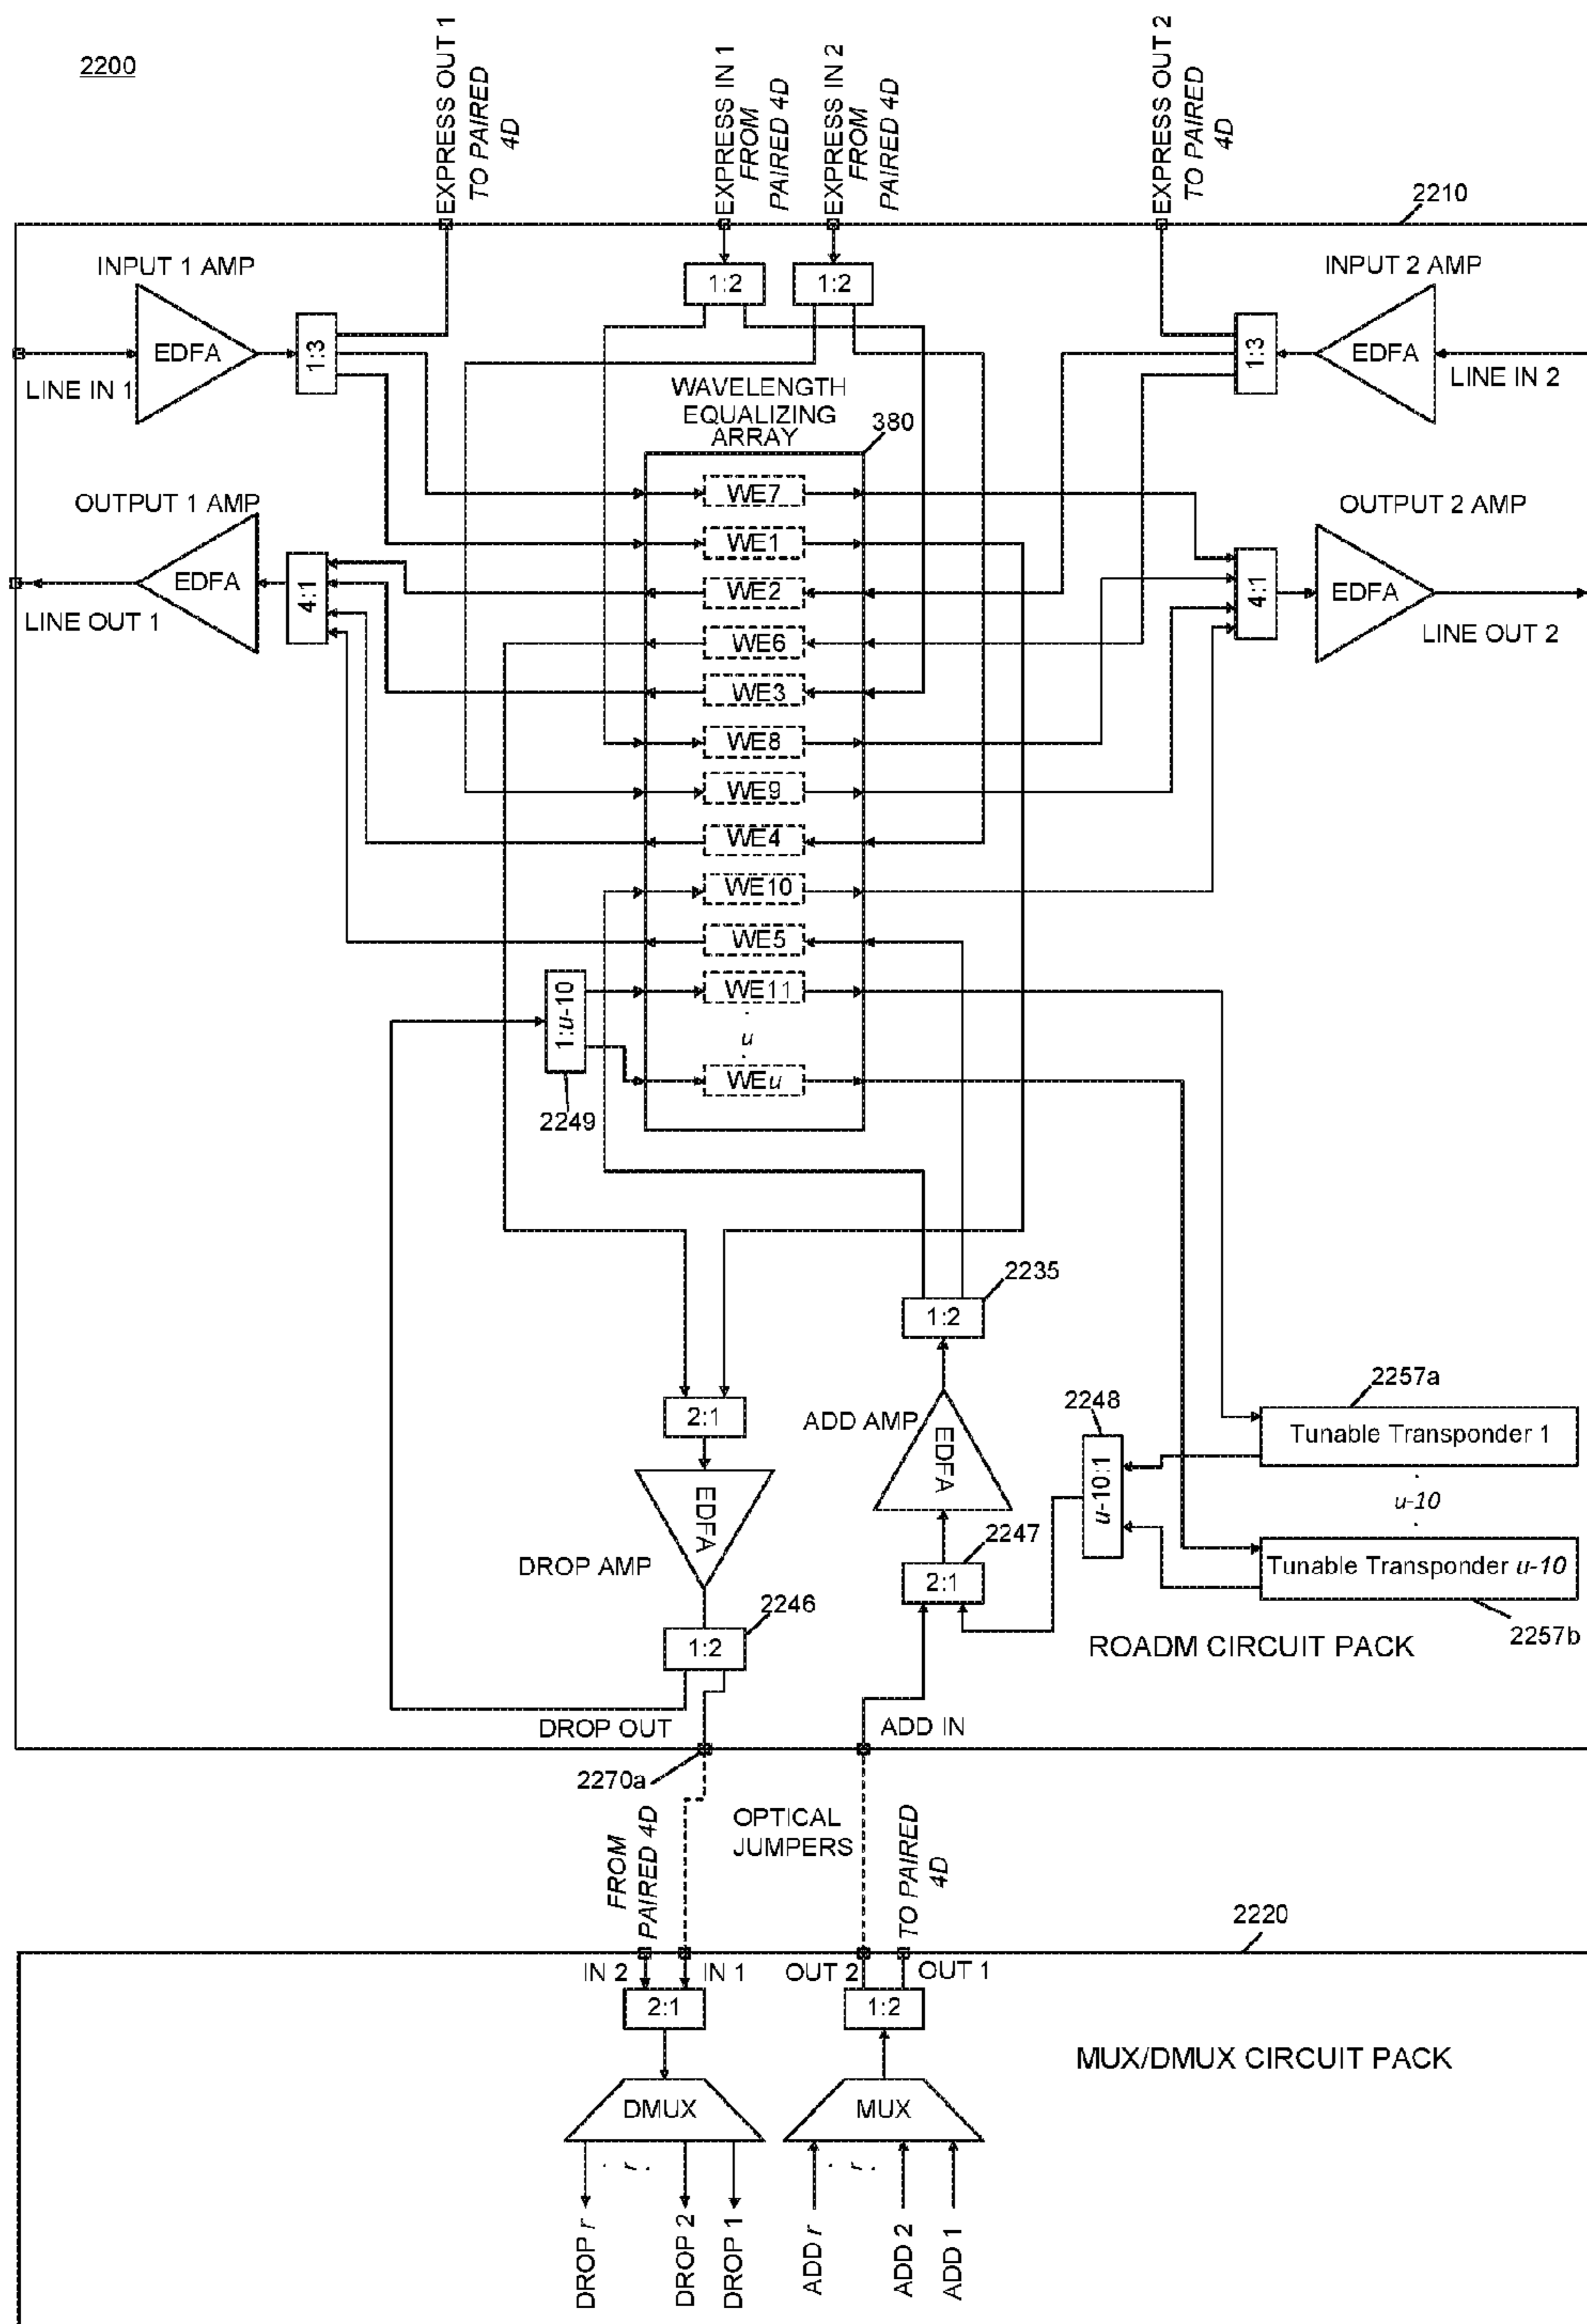 2200
EXPRESS OUT 1
TO PAIRED
4D
EXPRESS IN 1
FROM
PAIRED 4D
EXPRESS IN 2
FROM
PAIRED 4D
EXPRESS OUT 2
TO PAIRED
4D
2210
INPUT 1 AMP
1:2
1:2
INPUT 2 AMP
EDFA
1:3
1:3
EDFA
LINE IN 1
LINE IN 2
WAVELENGTH
EQUALIZING
ARRAY
380
WE7
OUTPUT 1 AMP
OUTPUT 2 AMP
WE1
EDFA
4:1
WE2
4:1
EDFA
LINE OUT 1
LINE OUT 2
WE6
WE3
WE8
WE9
WE4
WE10
WE5
1:u-10
WE11
. u .
WEu
2249
2235
1:2
2257a
2:1
ADD AMP
EDFA
2248
u-10:1
Tunable Transponder 1
. u-10 .
EDFA
2247
DROP AMP
2:1
Tunable Transponder u-10
2246
1:2
ROADM CIRCUIT PACK
2257b
DROP OUT
ADD IN
2270a
OPTICAL
JUMPERS
FROM
PAIRED 4D
TO PAIRED
4D
2220
IN 2
IN 1
OUT 2
OUT 1
2:1
1:2
MUX/DMUX CIRCUIT PACK
DMUX
MUX
. r .
. r .
DROP r
DROP 2
DROP 1
ADD r
ADD 2
ADD 1